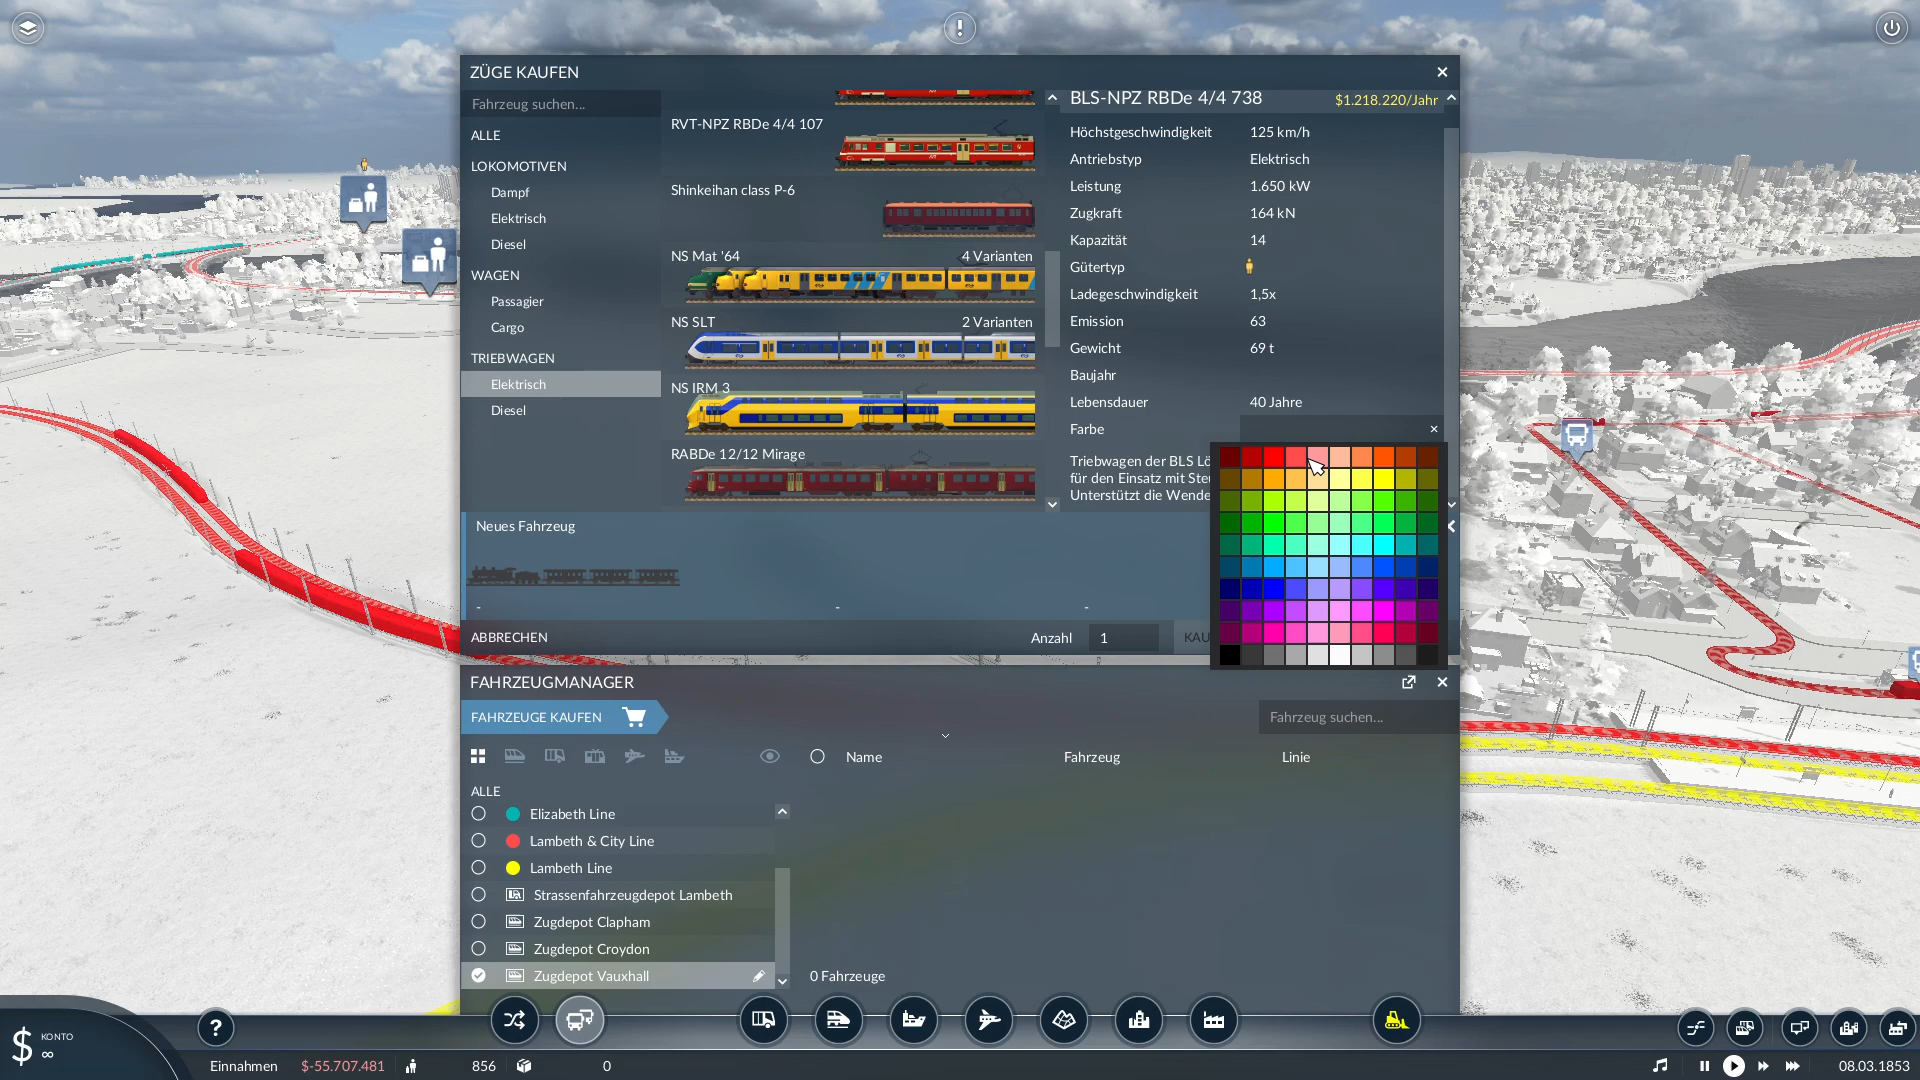 ZÜGE KAUFEN
Fahrzeug suchen...
ALLE
LOKOMOTIVEN
Dampf
Elektrisch
Diesel
WAGEN
Passagier
Cargo
TRIEBWAGEN
Elektrisch
Diesel
RVT-NPZ RBDe 4/4 107
Shinkeihan class P-6
NS Mat '64 4 Varianten
NS SLT 2 Varianten
NS IRM 3
RABDe 12/12 Mirage
BLS-NPZ RBDe 4/4 738 $1.218.220/Jahr
Höchstgeschwindigkeit 125 km/h
Antriebstyp Elektrisch
Leistung 1.650 kW
Zugkraft 164 kN
Kapazität 14
Gütertyp
Ladegeschwindigkeit 1,5x
Emission 63
Gewicht 69 t
Baujahr
Lebensdauer 40 Jahre
Farbe
Triebwagen der BLS Lö
für den Einsatz mit Steu
Unterstützt die Wende
Neues Fahrzeug
- - -
ABBRECHEN Anzahl 1 KAU
FAHRZEUGMANAGER
FAHRZEUGE KAUFEN Fahrzeug suchen...
Name Fahrzeug Linie
ALLE
Elizabeth Line
Lambeth & City Line
Lambeth Line
Strassenfahrzeugdepot Lambeth
Zugdepot Clapham
Zugdepot Croydon
Zugdepot Vauxhall 0 Fahrzeuge
$ KONTO
∞
?
Einnahmen $-55.707.481 856 0 08.03.1853